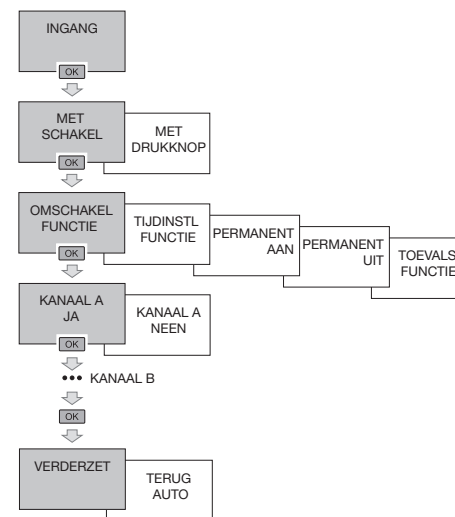 INGANG
OK
MET
SCHAKEL
MET
DRUKKNOP
OK
OMSCHAKEL
FUNCTIE
TIJDINSTL
FUNCTIE
PERMANENT
AAN
PERMANENT
UIT
TOEVALS
FUNCTIE
OK
KANAAL A
JA
KANAAL A
NEEN
OK
••• KANAAL B
OK
VERDERZET
TERUG
AUTO